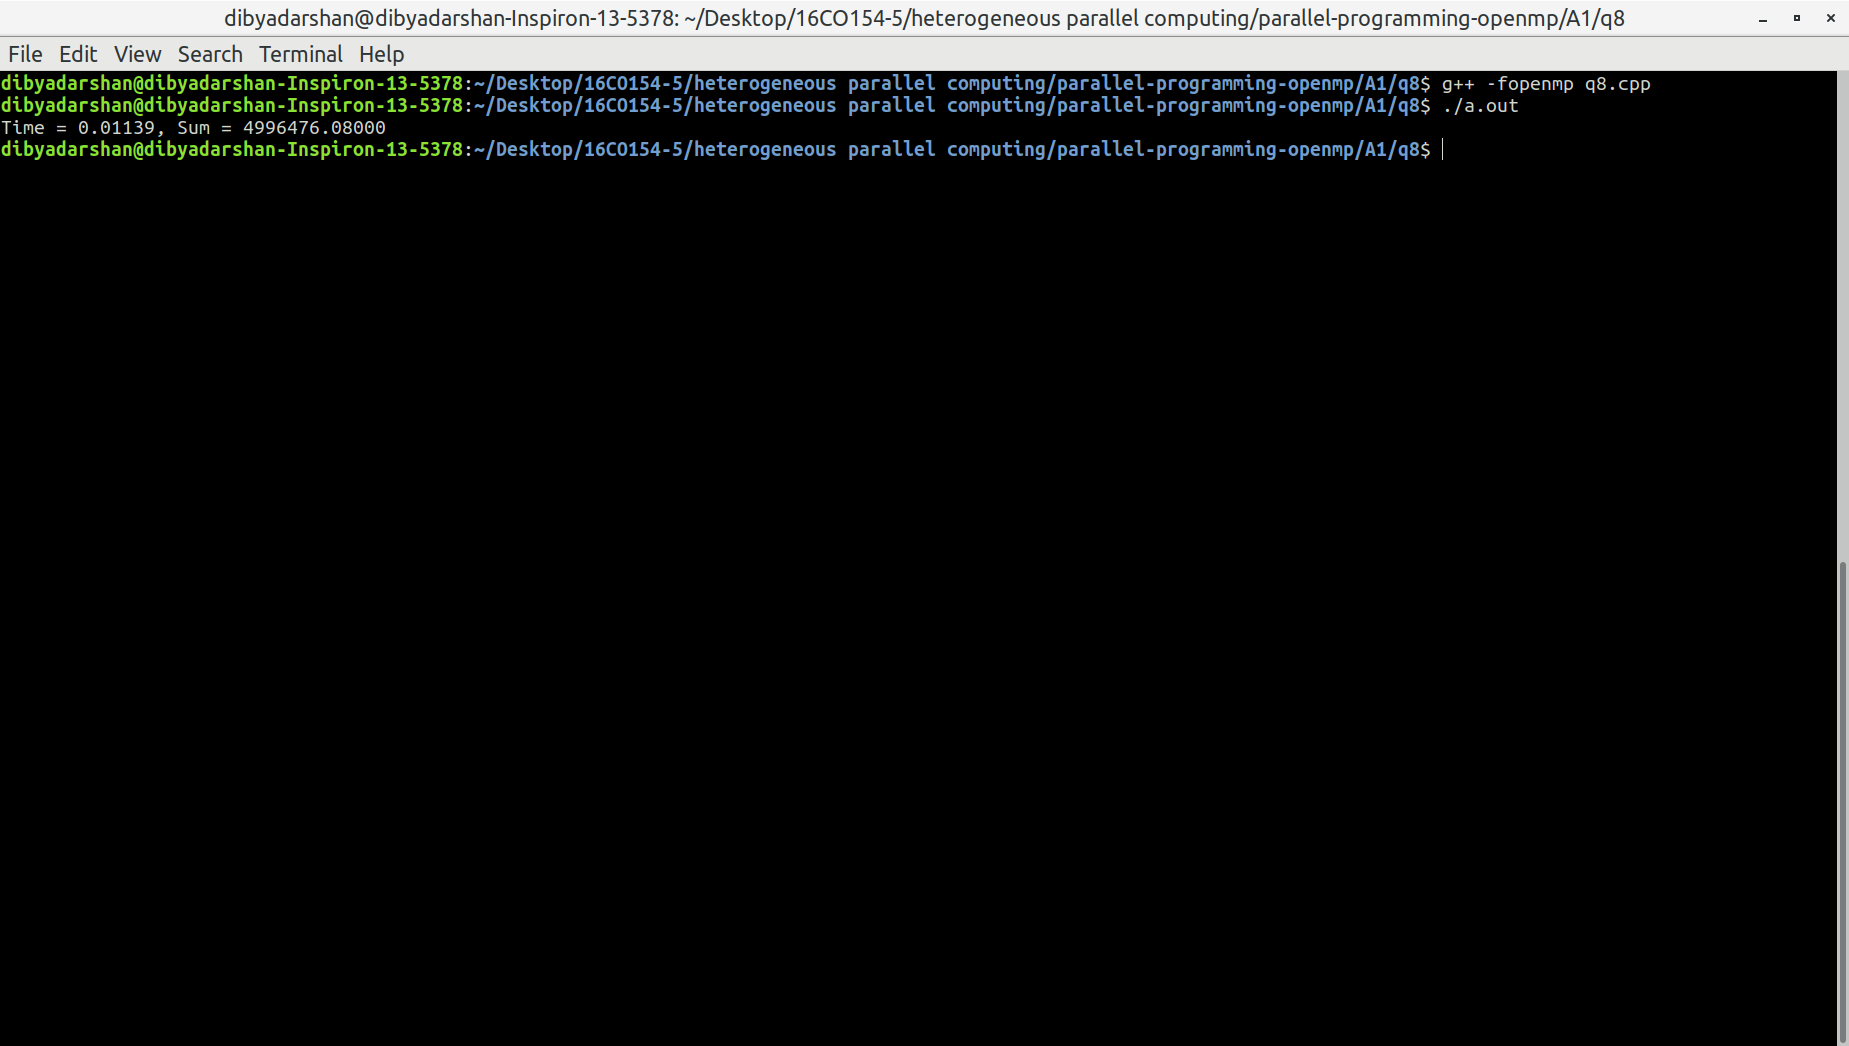 dibyadarshan@dibyadarshan-Inspiron-13-5378: ~/Desktop/16CO154-5/heterogeneous parallel computing/parallel-programming-openmp/A1/q8
File Edit View Search Terminal Help
dibyadarshan@dibyadarshan-Inspiron-13-5378:~/Desktop/16CO154-5/heterogeneous parallel computing/parallel-programming-openmp/A1/q8$ g++ -fopenmp q8.cpp
dibyadarshan@dibyadarshan-Inspiron-13-5378:~/Desktop/16CO154-5/heterogeneous parallel computing/parallel-programming-openmp/A1/q8$ ./a.out
Time = 0.01139, Sum = 4996476.08000
dibyadarshan@dibyadarshan-Inspiron-13-5378:~/Desktop/16CO154-5/heterogeneous parallel computing/parallel-programming-openmp/A1/q8$